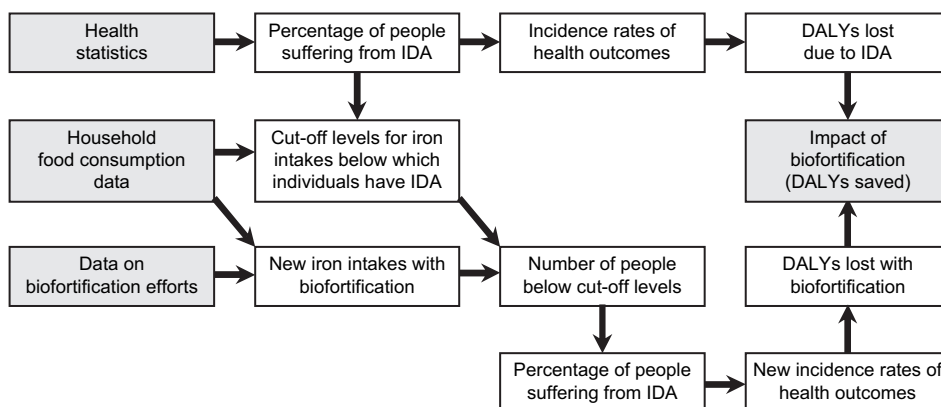 Health
statistics
Percentage of people
suffering from IDA
Incidence rates of
health outcomes
DALYs lost
due to IDA
Household
food consumption
data
Cut-off levels for iron
intakes below which
individuals have IDA
Impact of
biofortification
(DALYs saved)
Data on
biofortification efforts
New iron intakes with
biofortification
Number of people
below cut-off levels
DALYs lost with
biofortification
Percentage of people
suffering from IDA
New incidence rates of
health outcomes